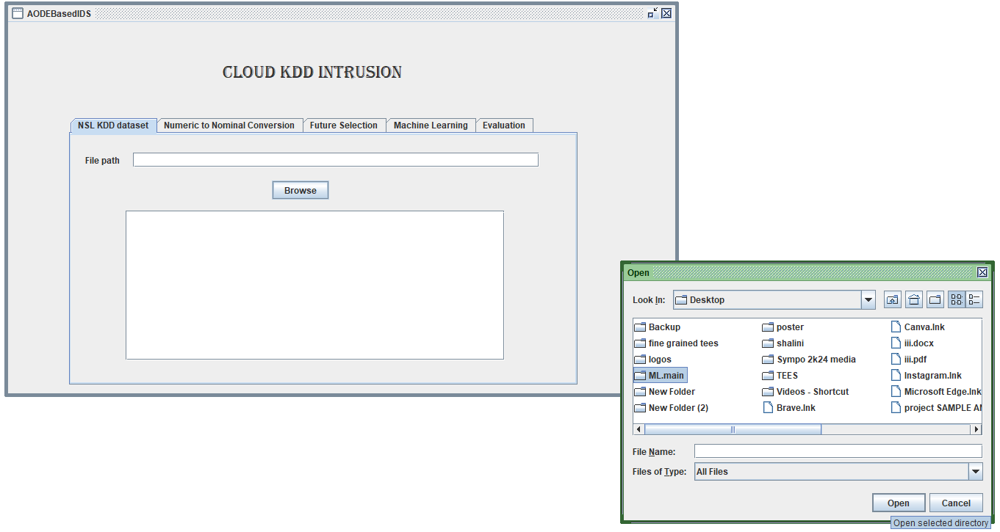 AODEBasedIDS
CLOUD KDD INTRUSION
NSL KDD dataset Numeric to Nominal Conversion Future Selection Machine Learning Evaluation
File path
Browse
Open
Look In: Desktop
Backup poster Canva.lnk
fine grained tees shalini iii.docx
logos Sympo 2k24 media iii.pdf
ML.main TEES Instagram.lnk
New Folder Videos - Shortcut Microsoft Edge.lnk
New Folder (2) Brave.lnk project SAMPLE
File Name:
Files of Type: All Files
Open Cancel
Open selected directory